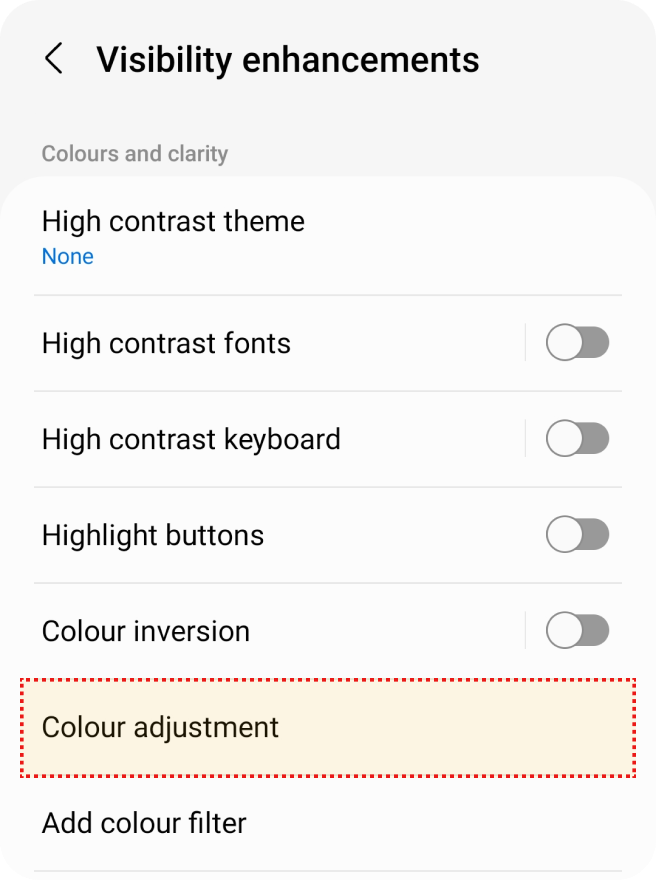 Visibility enhancements
Colours and clarity
High contrast theme
None
High contrast fonts
High contrast keyboard
Highlight buttons
Colour inversion
Colour adjustment
Add colour filter